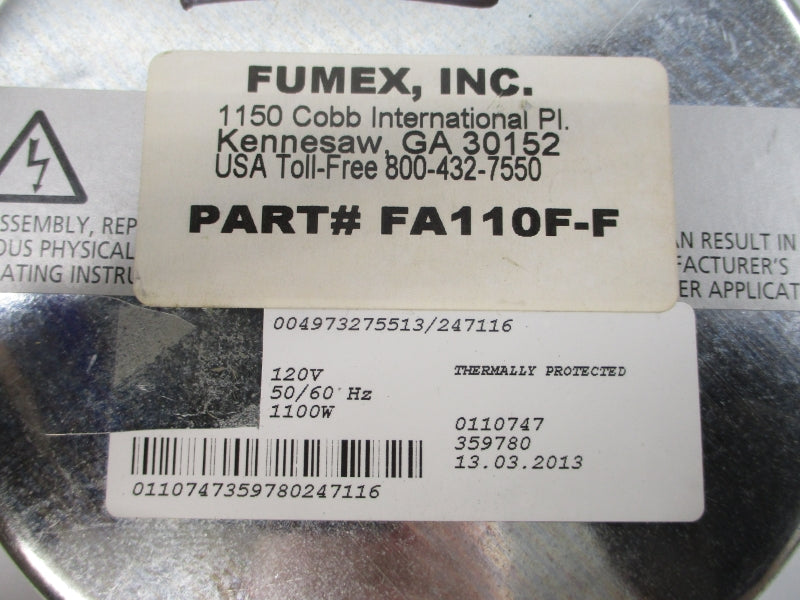 FUMEX, INC.
1150 Cobb International Pl.
Kennesaw, GA 30152
USA Toll-Free 800-432-7550
PART# FA110F-F
SSEMBLY, REP
OUS PHYSICAL
ATING INSTRU
AN RESULT IN
FACTURER'S
ER APPLICAT
004973275513/247116
120V
50/60 Hz
1100W
THERMALLY PROTECTED
0110747
359780
13.03.2013
0110747359780247116